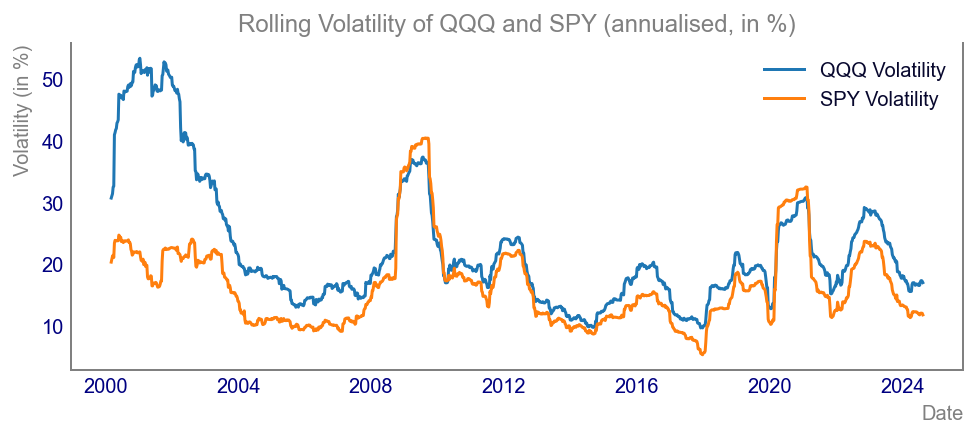 Rolling Volatility of QQQ and SPY (annualised, in %)
Volatility (in %)
QQQ Volatility
SPY Volatility
50
40
30
20
10
2000 2004 2008 2012 2016 2020 2024
Date